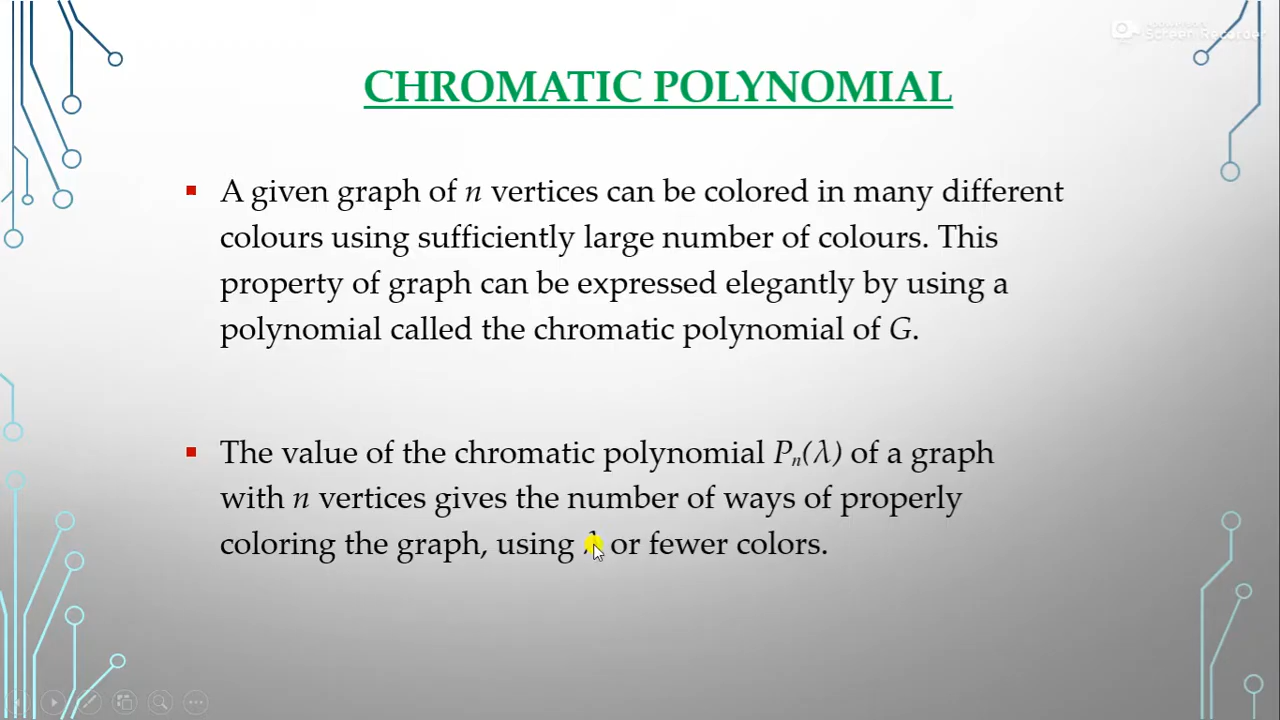 Screen Recorder
CHROMATIC POLYNOMIAL
A given graph of n vertices can be colored in many different
colours using sufficiently large number of colours. This
property of graph can be expressed elegantly by using a
polynomial called the chromatic polynomial of G.
The value of the chromatic polynomial Pn(λ) of a graph
with n vertices gives the number of ways of properly
coloring the graph, using λ or fewer colors.